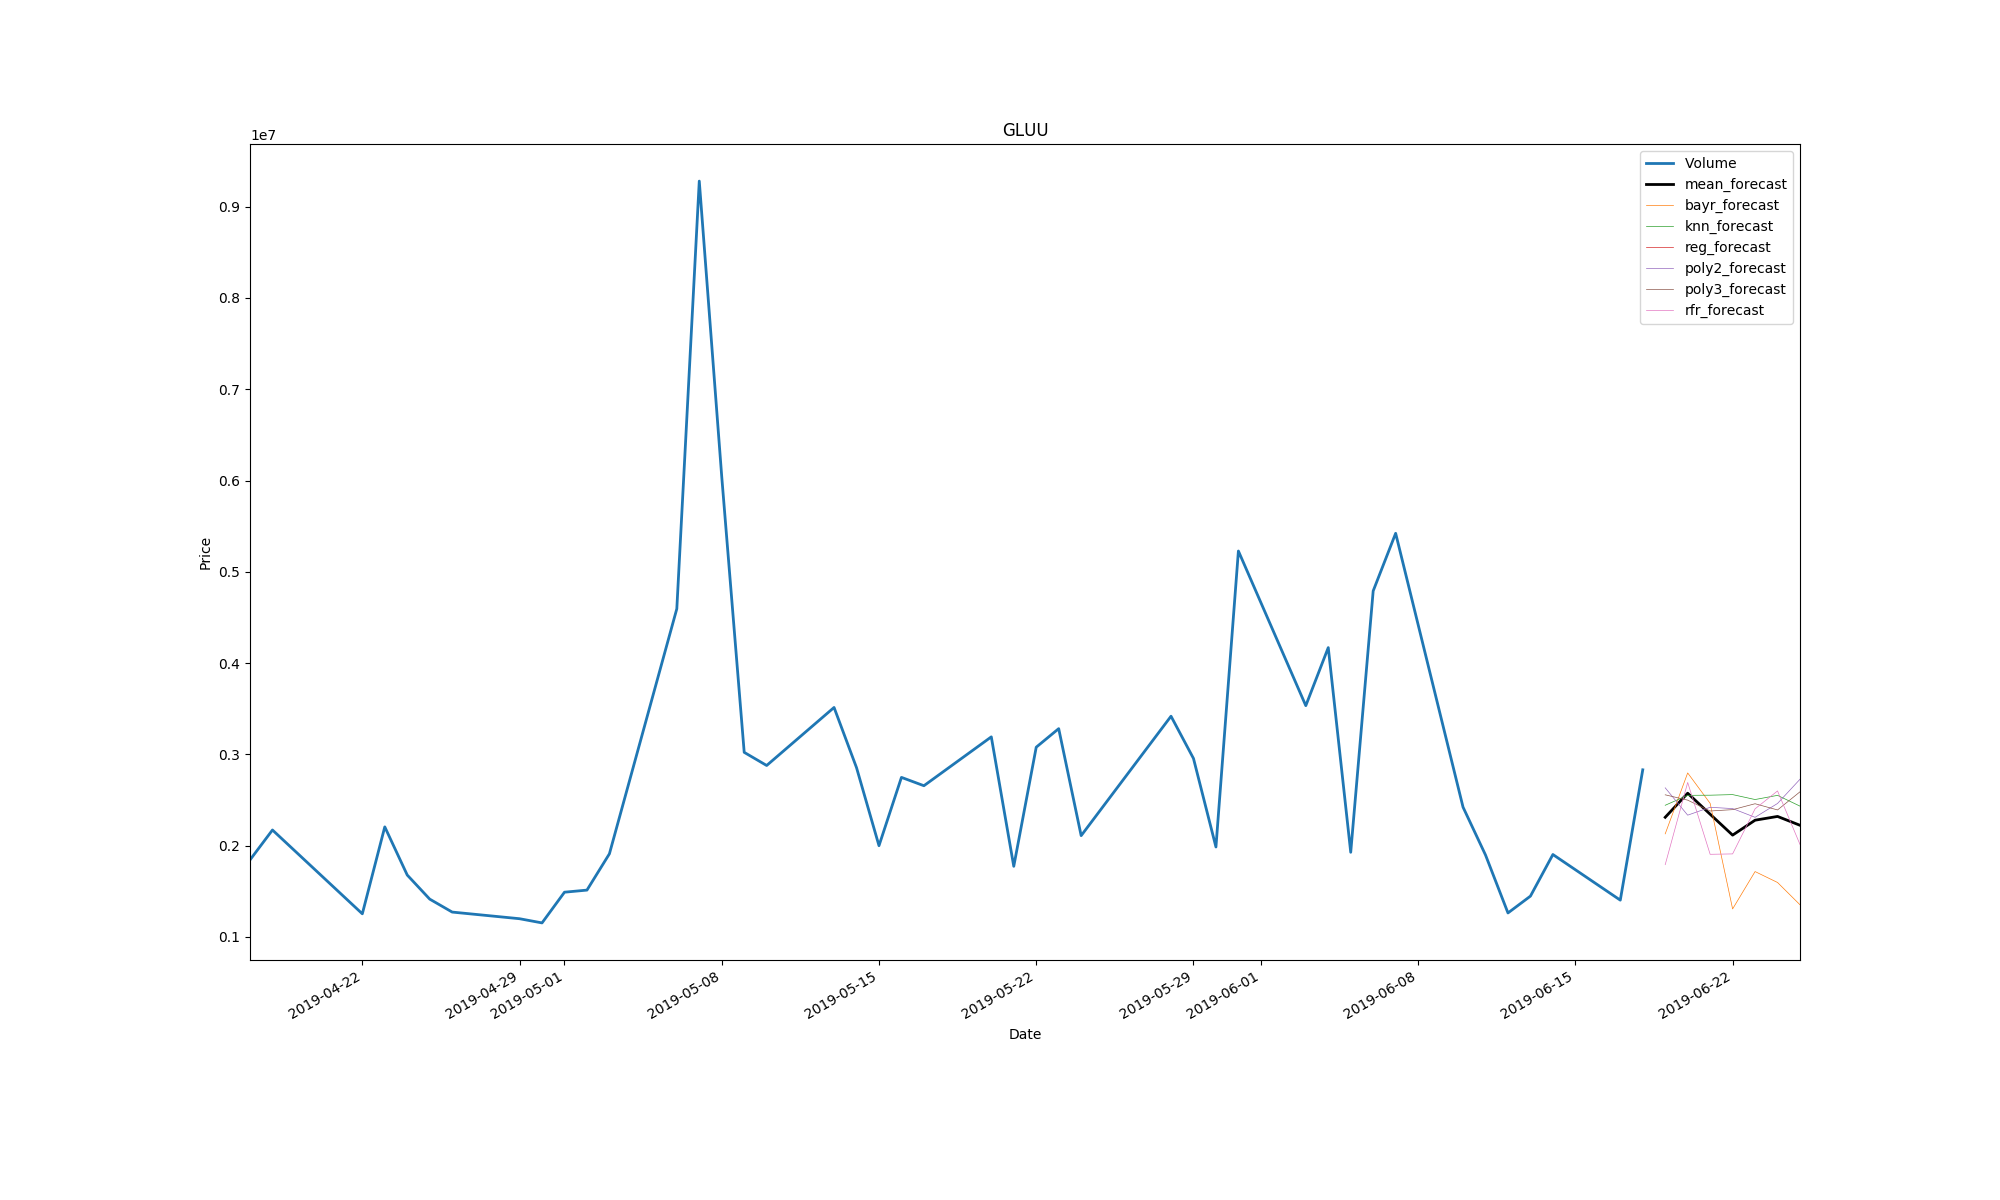 GLUU
1e7
Volume
mean_forecast
bayr_forecast
knn_forecast
reg_forecast
poly2_forecast
poly3_forecast
rfr_forecast
0.9
0.8
0.7
0.6
0.5
0.4
0.3
0.2
0.1
Price
2019-04-22
2019-04-29
2019-05-01
2019-05-08
2019-05-15
2019-05-22
2019-05-29
2019-06-01
2019-06-08
2019-06-15
2019-06-22
Date